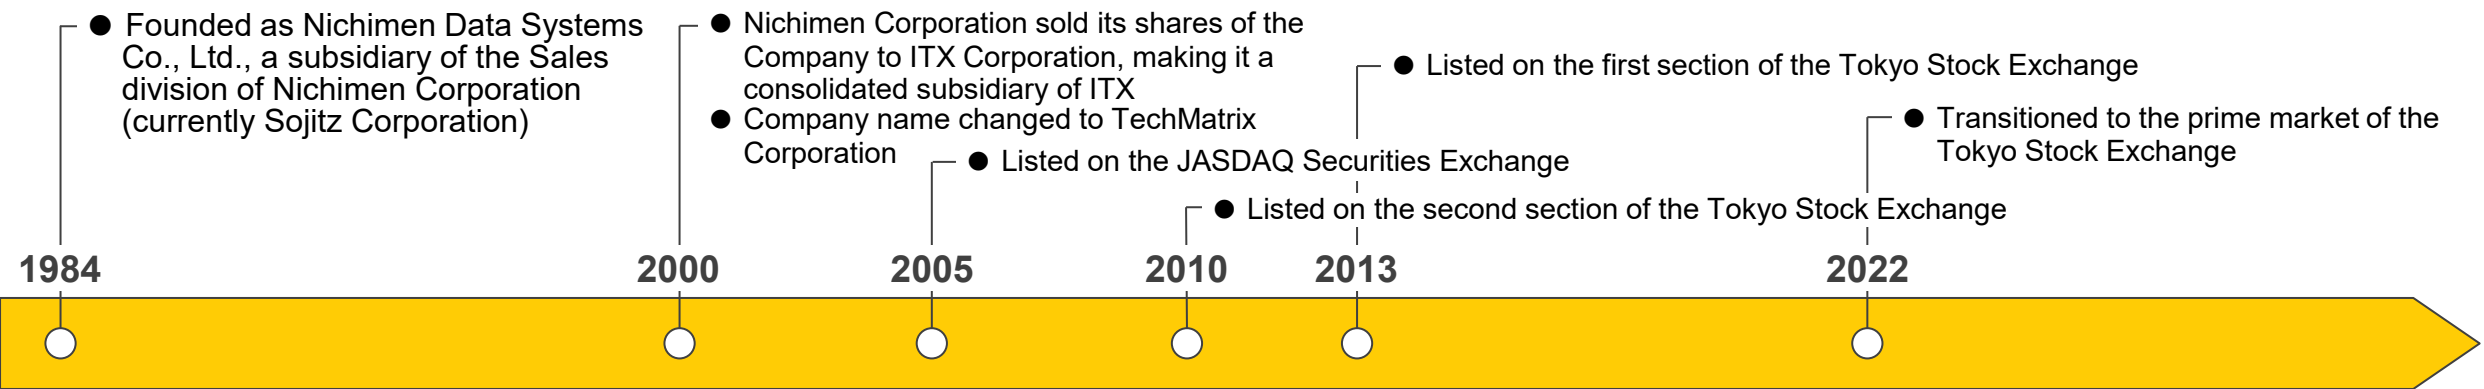 ● Founded as Nichimen Data Systems
Co., Ltd., a subsidiary of the Sales
division of Nichimen Corporation
(currently Sojitz Corporation)
● Nichimen Corporation sold its shares of the
Company to ITX Corporation, making it a
consolidated subsidiary of ITX
● Company name changed to TechMatrix
Corporation
● Listed on the JASDAQ Securities Exchange
● Listed on the second section of the Tokyo Stock Exchange
● Listed on the first section of the Tokyo Stock Exchange
● Transitioned to the prime market of the
Tokyo Stock Exchange
1984
2000
2005
2010
2013
2022